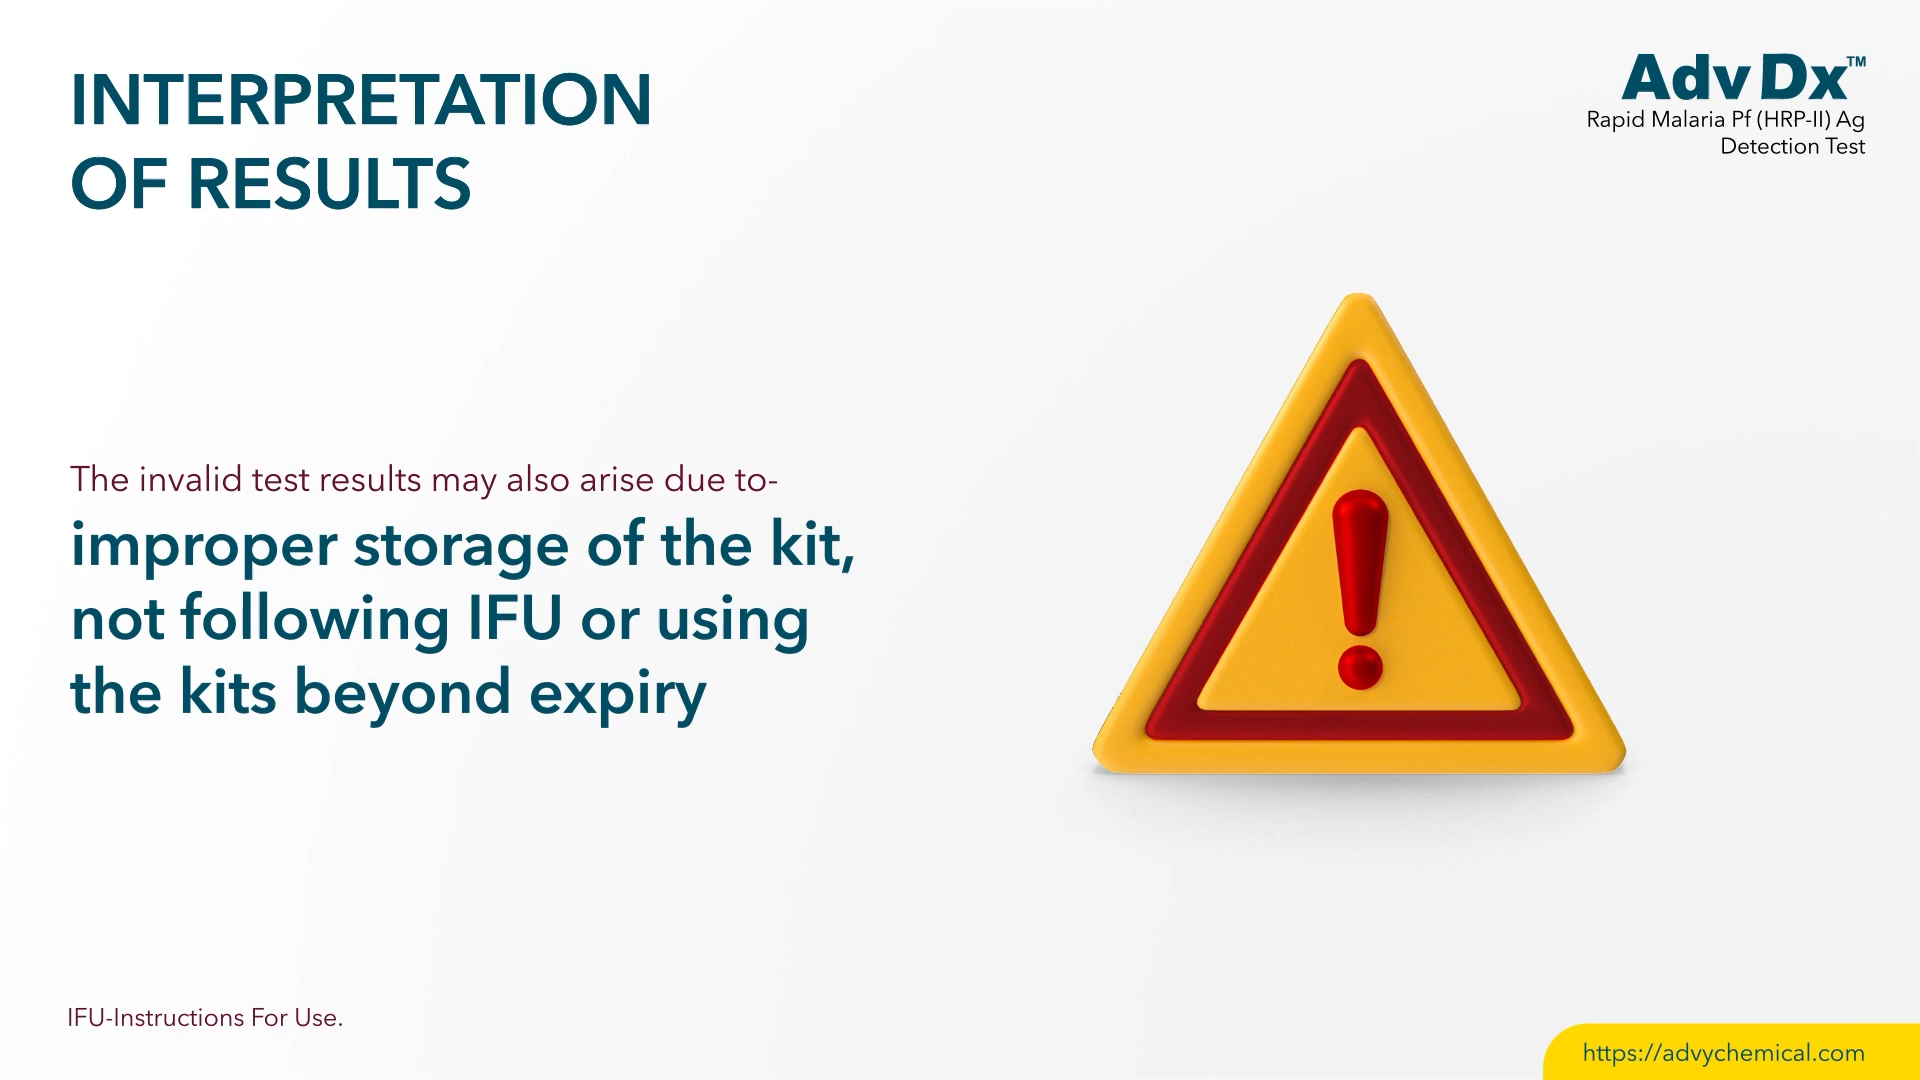 INTERPRETATION
OF RESULTS
Adv Dx™
Rapid Malaria Pf (HRP-II) Ag
Detection Test
The invalid test results may also arise due to-
improper storage of the kit,
not following IFU or using
the kits beyond expiry
IFU-Instructions For Use.
https://advychemical.com